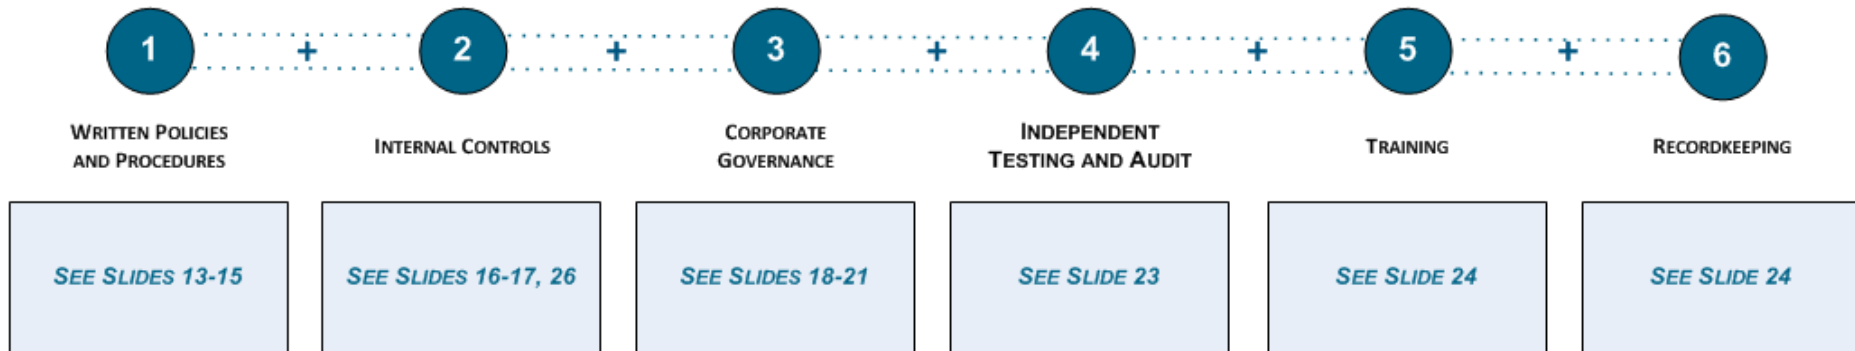 1 + 2 + 3 + 4 + 5 + 6
WRITTEN POLICIES
AND PROCEDURES
INTERNAL CONTROLS
CORPORATE
GOVERNANCE
INDEPENDENT
TESTING AND AUDIT
TRAINING
RECORDKEEPING
SEE SLIDES 13-15
SEE SLIDES 16-17, 26
SEE SLIDES 18-21
SEE SLIDE 23
SEE SLIDE 24
SEE SLIDE 24